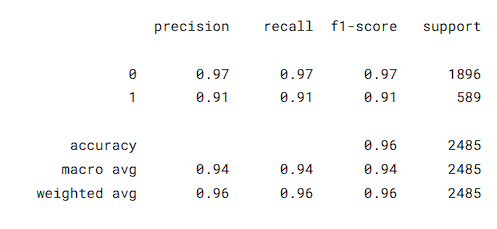 precision recall f1-score support
0 0.97 0.97 0.97 1896
1 0.91 0.91 0.91 589
accuracy 0.96 2485
macro avg 0.94 0.94 0.94 2485
weighted avg 0.96 0.96 0.96 2485